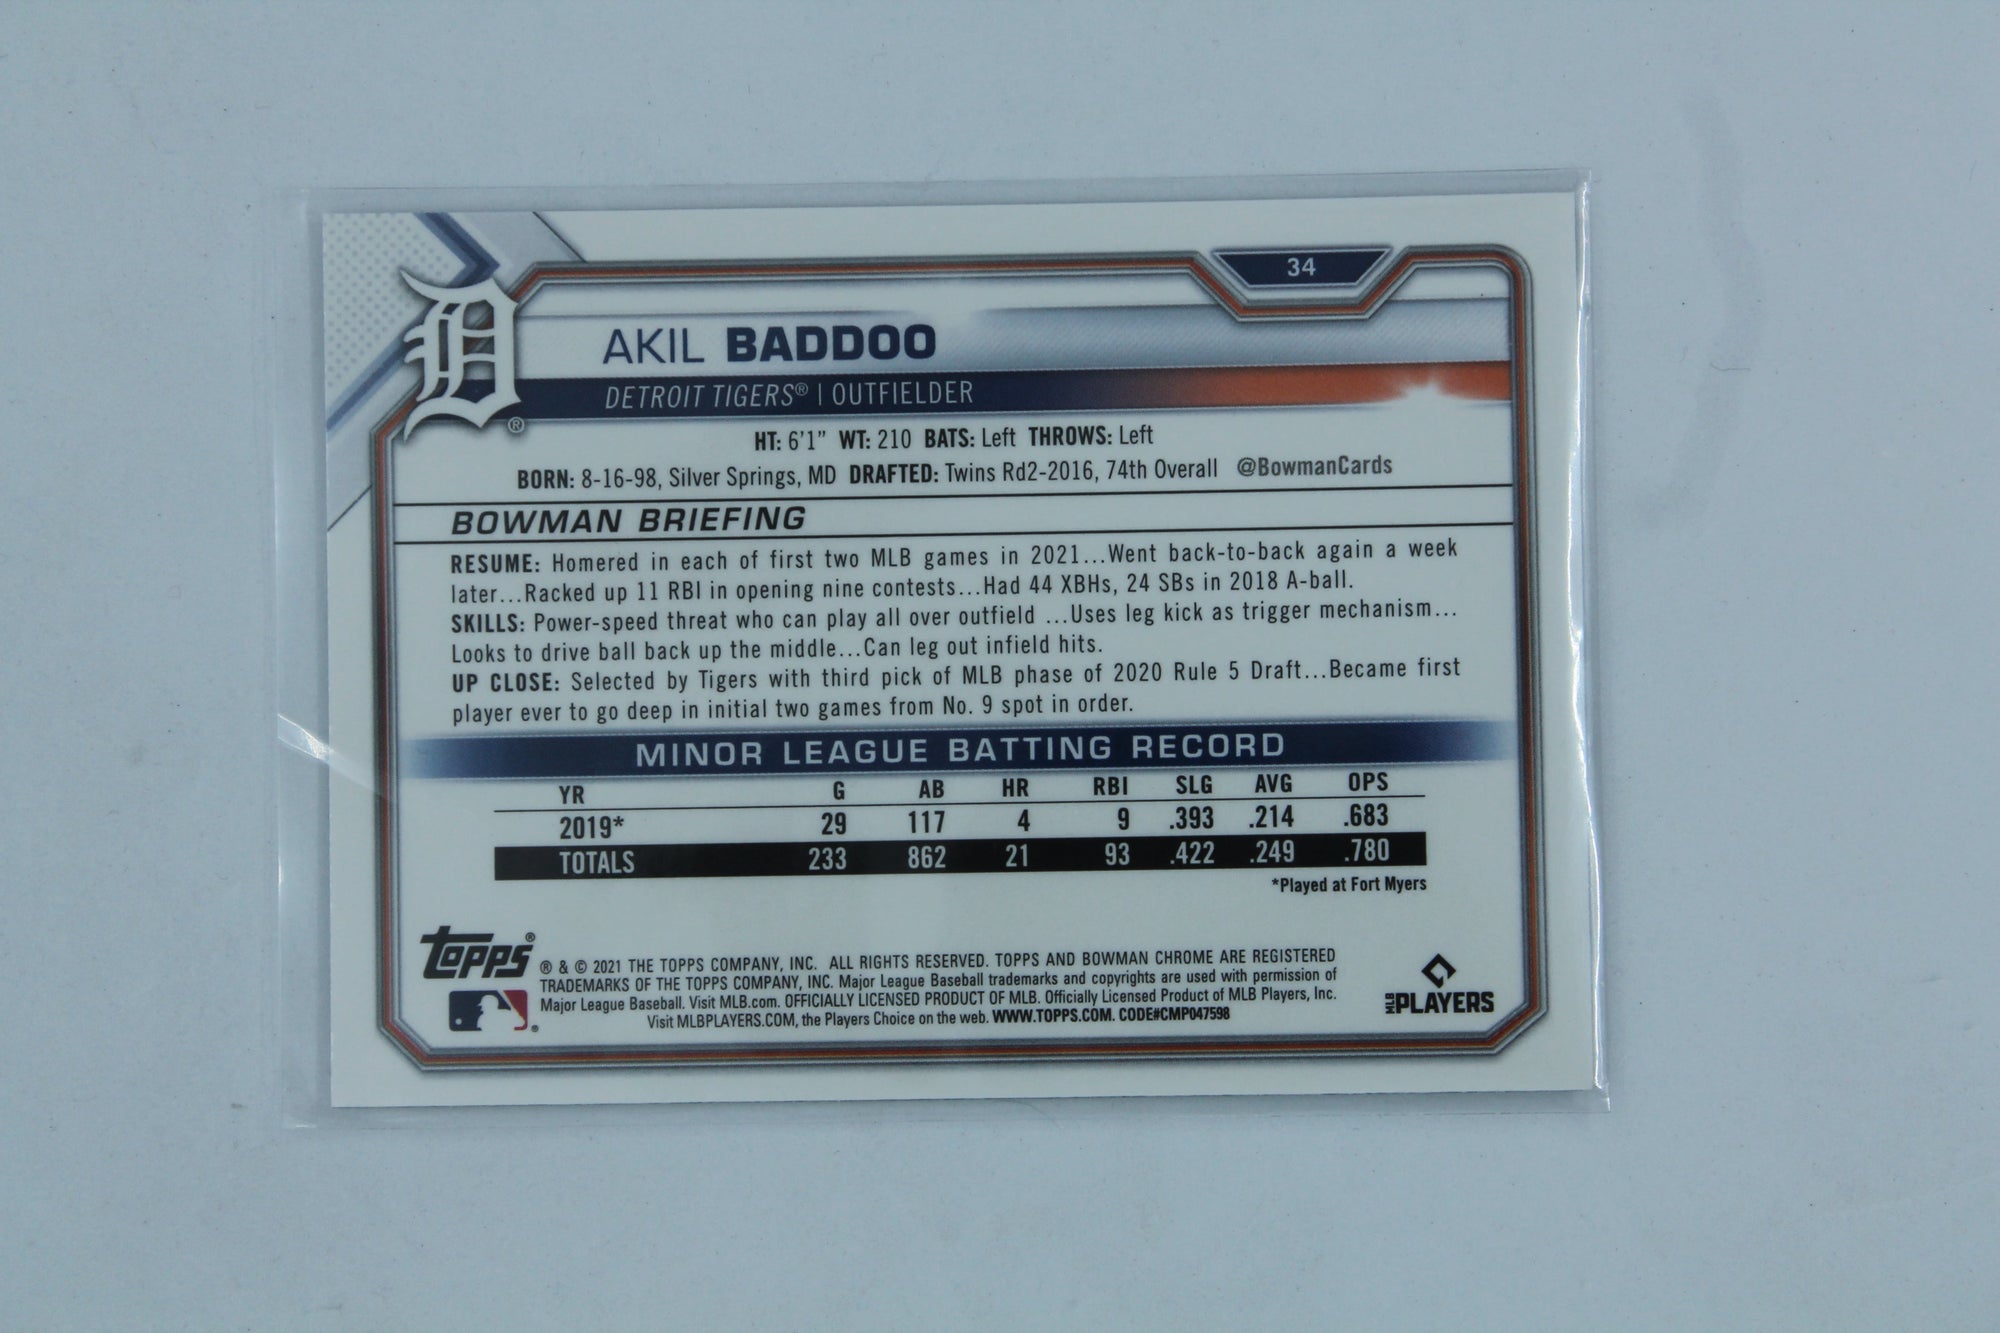 34
AKIL BADDOO
DETROIT TIGERS® | OUTFIELDER
®
HT: 6'1" WT: 210 BATS: Left THROWS: Left
BORN: 8-16-98, Silver Springs, MD DRAFTED: Twins Rd2-2016, 74th Overall @BowmanCards
BOWMAN BRIEFING
RESUME: Homered in each of first two MLB games in 2021...Went back-to-back again a week
later...Racked up 11 RBI in opening nine contests...Had 44 XBHs, 24 SBs in 2018 A-ball.
SKILLS: Power-speed threat who can play all over outfield ...Uses leg kick as trigger mechanism...
Looks to drive ball back up the middle...Can leg out infield hits.
UP CLOSE: Selected by Tigers with third pick of MLB phase of 2020 Rule 5 Draft...Became first
player ever to go deep in initial two games from No. 9 spot in order.
MINOR LEAGUE BATTING RECORD
YR G AB HR RBI SLG AVG OPS
2019* 29 117 4 9 .393 .214 .683
TOTALS 233 862 21 93 .422 .249 .780
*Played at Fort Myers
topps®
® & © 2021 THE TOPPS COMPANY, INC. ALL RIGHTS RESERVED. TOPPS AND BOWMAN CHROME ARE REGISTERED
TRADEMARKS OF THE TOPPS COMPANY, INC. Major League Baseball trademarks and copyrights are used with permission of
Major League Baseball. Visit MLB.com. OFFICIALLY LICENSED PRODUCT OF MLB. Officially Licensed Product of MLB Players, Inc.
Visit MLBPLAYERS.COM, the Players Choice on the web. WWW.TOPPS.COM. CODE#CMP047598
MLB PLAYERS